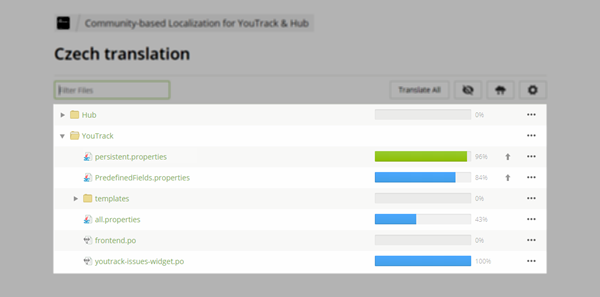 Community-based Localization for YouTrack & Hub
Czech translation
Filter Files
Translate All
Hub 0%
YouTrack
persistent.properties 96%
PredefinedFields.properties 84%
templates 0%
all.properties 43%
frontend.po 0%
youtrack-issues-widget.po 100%